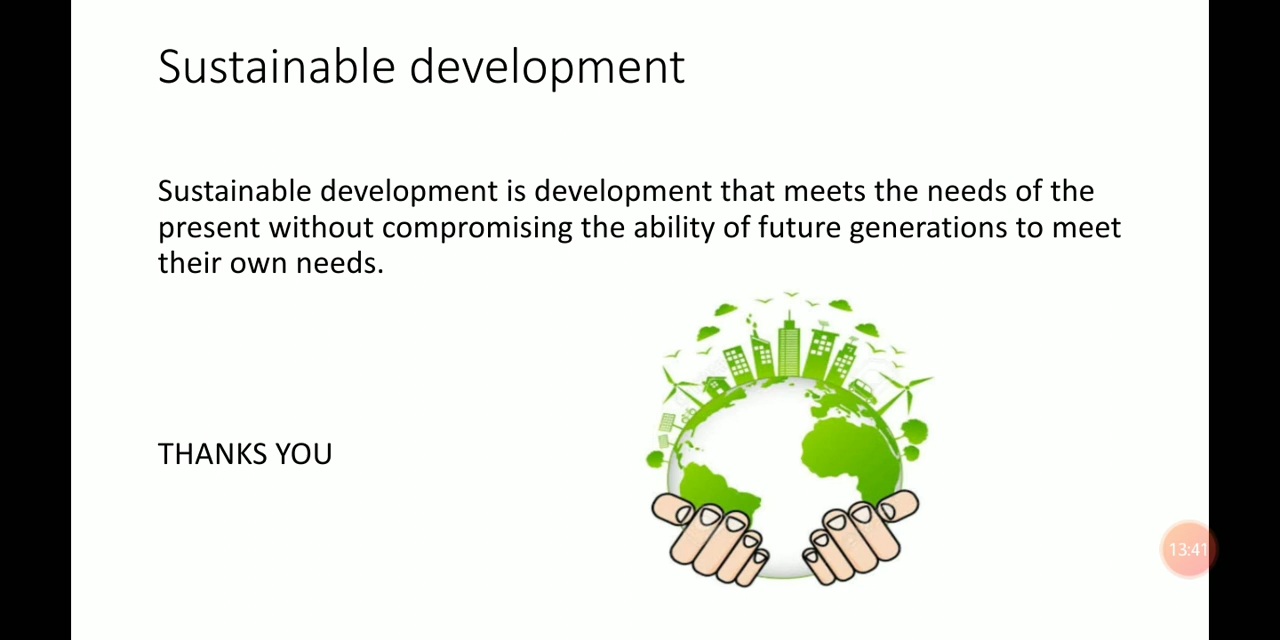 Sustainable development
Sustainable development is development that meets the needs of the
present without compromising the ability of future generations to meet
their own needs.
THANKS YOU
13:41